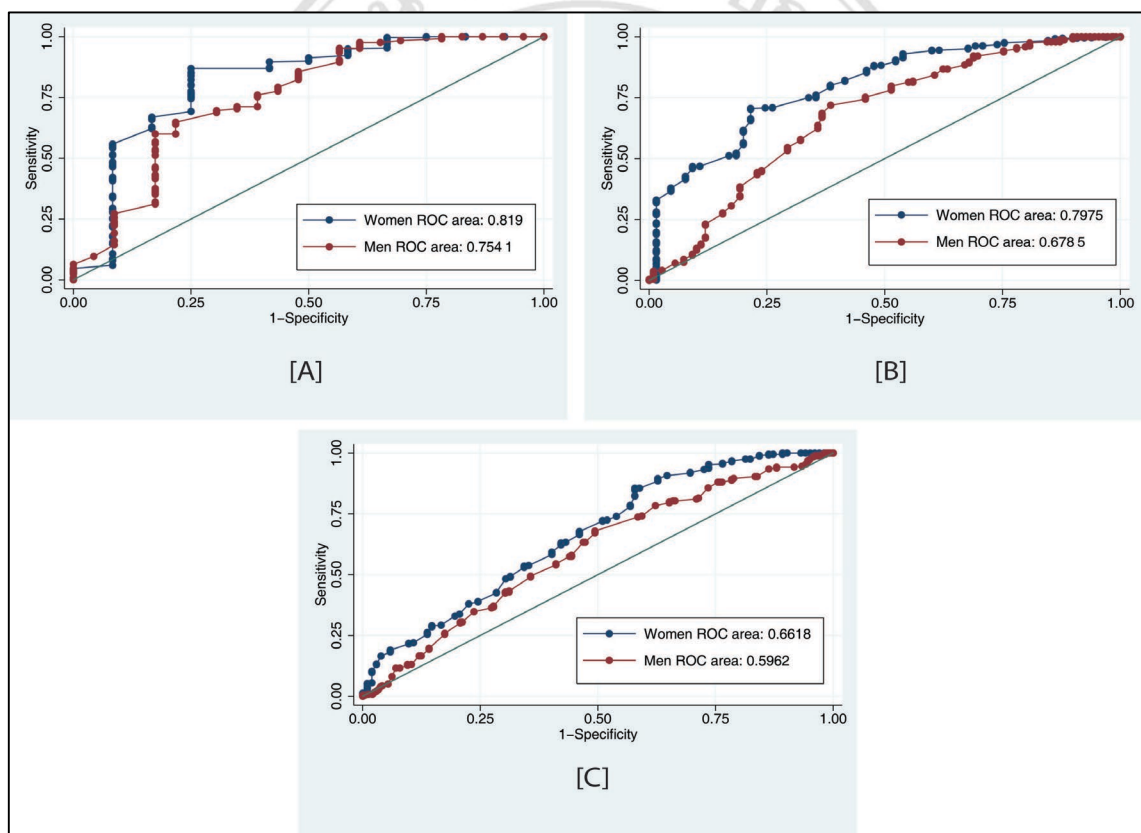 Sensitivity
1.00
0.75
0.50
0.25
0.00
Women ROC area: 0.819
Men ROC area: 0.754 1
0.00 0.25 0.50 0.75 1.00
1−Specificity
[A]
Sensitivity
1.00
0.75
0.50
0.25
0.00
Women ROC area: 0.7975
Men ROC area: 0.678 5
0.00 0.25 0.50 0.75 1.00
1−Specificity
[B]
Sensitivity
1.00
0.75
0.50
0.25
0.00
Women ROC area: 0.6618
Men ROC area: 0.5962
0.00 0.25 0.50 0.75 1.00
1−Specificity
[C]